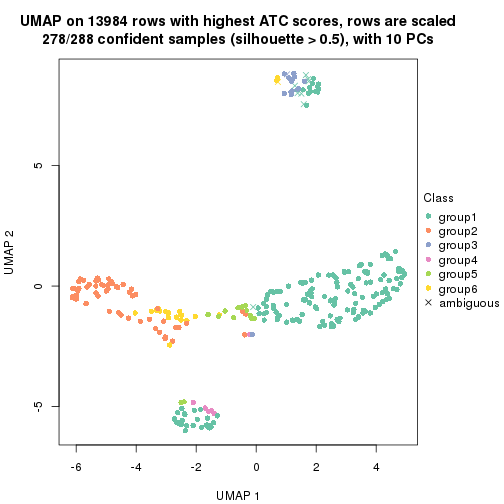 UMAP on 13984 rows with highest ATC scores, rows are scaled
278/288 confident samples (silhouette > 0.5), with 10 PCs
5
0
-5
UMAP 2
-6 -4 -2 0 2 4
UMAP 1
Class
group1
group2
group3
group4
group5
group6
ambiguous